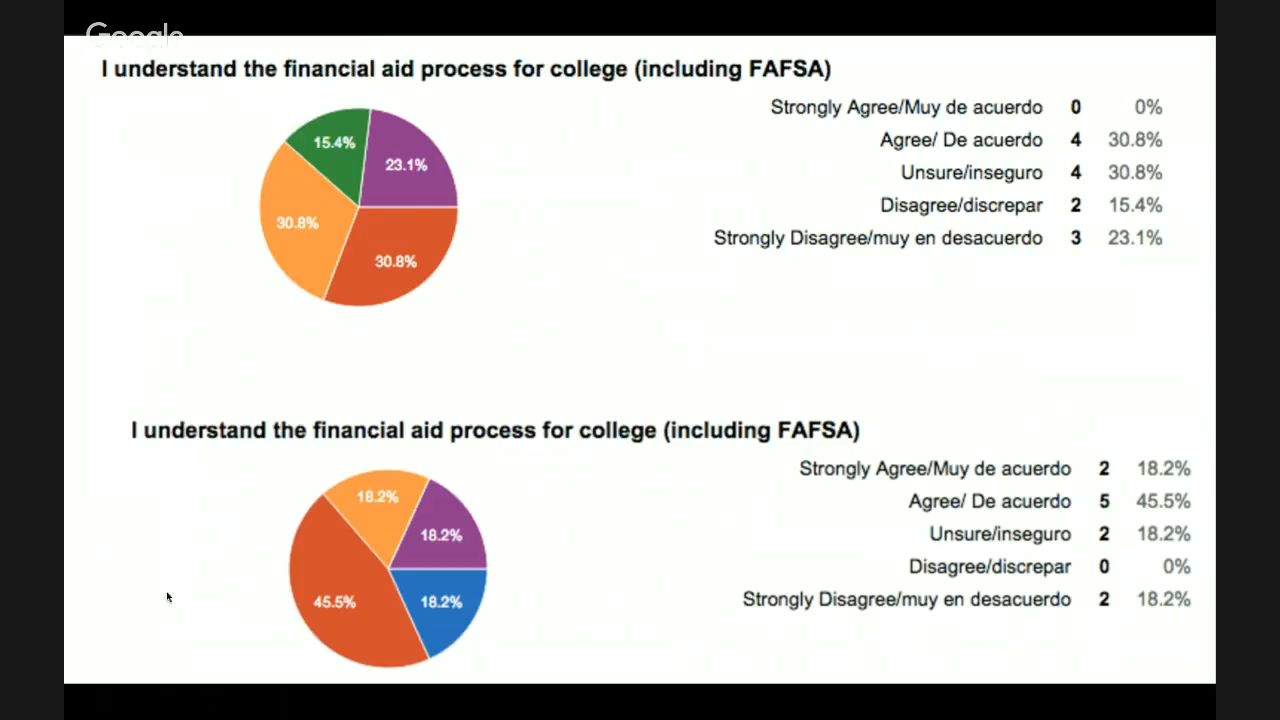 Google
I understand the financial aid process for college (including FAFSA)
Strongly Agree/Muy de acuerdo 0 0%
Agree/ De acuerdo 4 30.8%
Unsure/inseguro 4 30.8%
Disagree/discrepar 2 15.4%
Strongly Disagree/muy en desacuerdo 3 23.1%
15.4%
23.1%
30.8%
30.8%
I understand the financial aid process for college (including FAFSA)
Strongly Agree/Muy de acuerdo 2 18.2%
Agree/ De acuerdo 5 45.5%
Unsure/inseguro 2 18.2%
Disagree/discrepar 0 0%
Strongly Disagree/muy en desacuerdo 2 18.2%
18.2%
18.2%
45.5%
18.2%